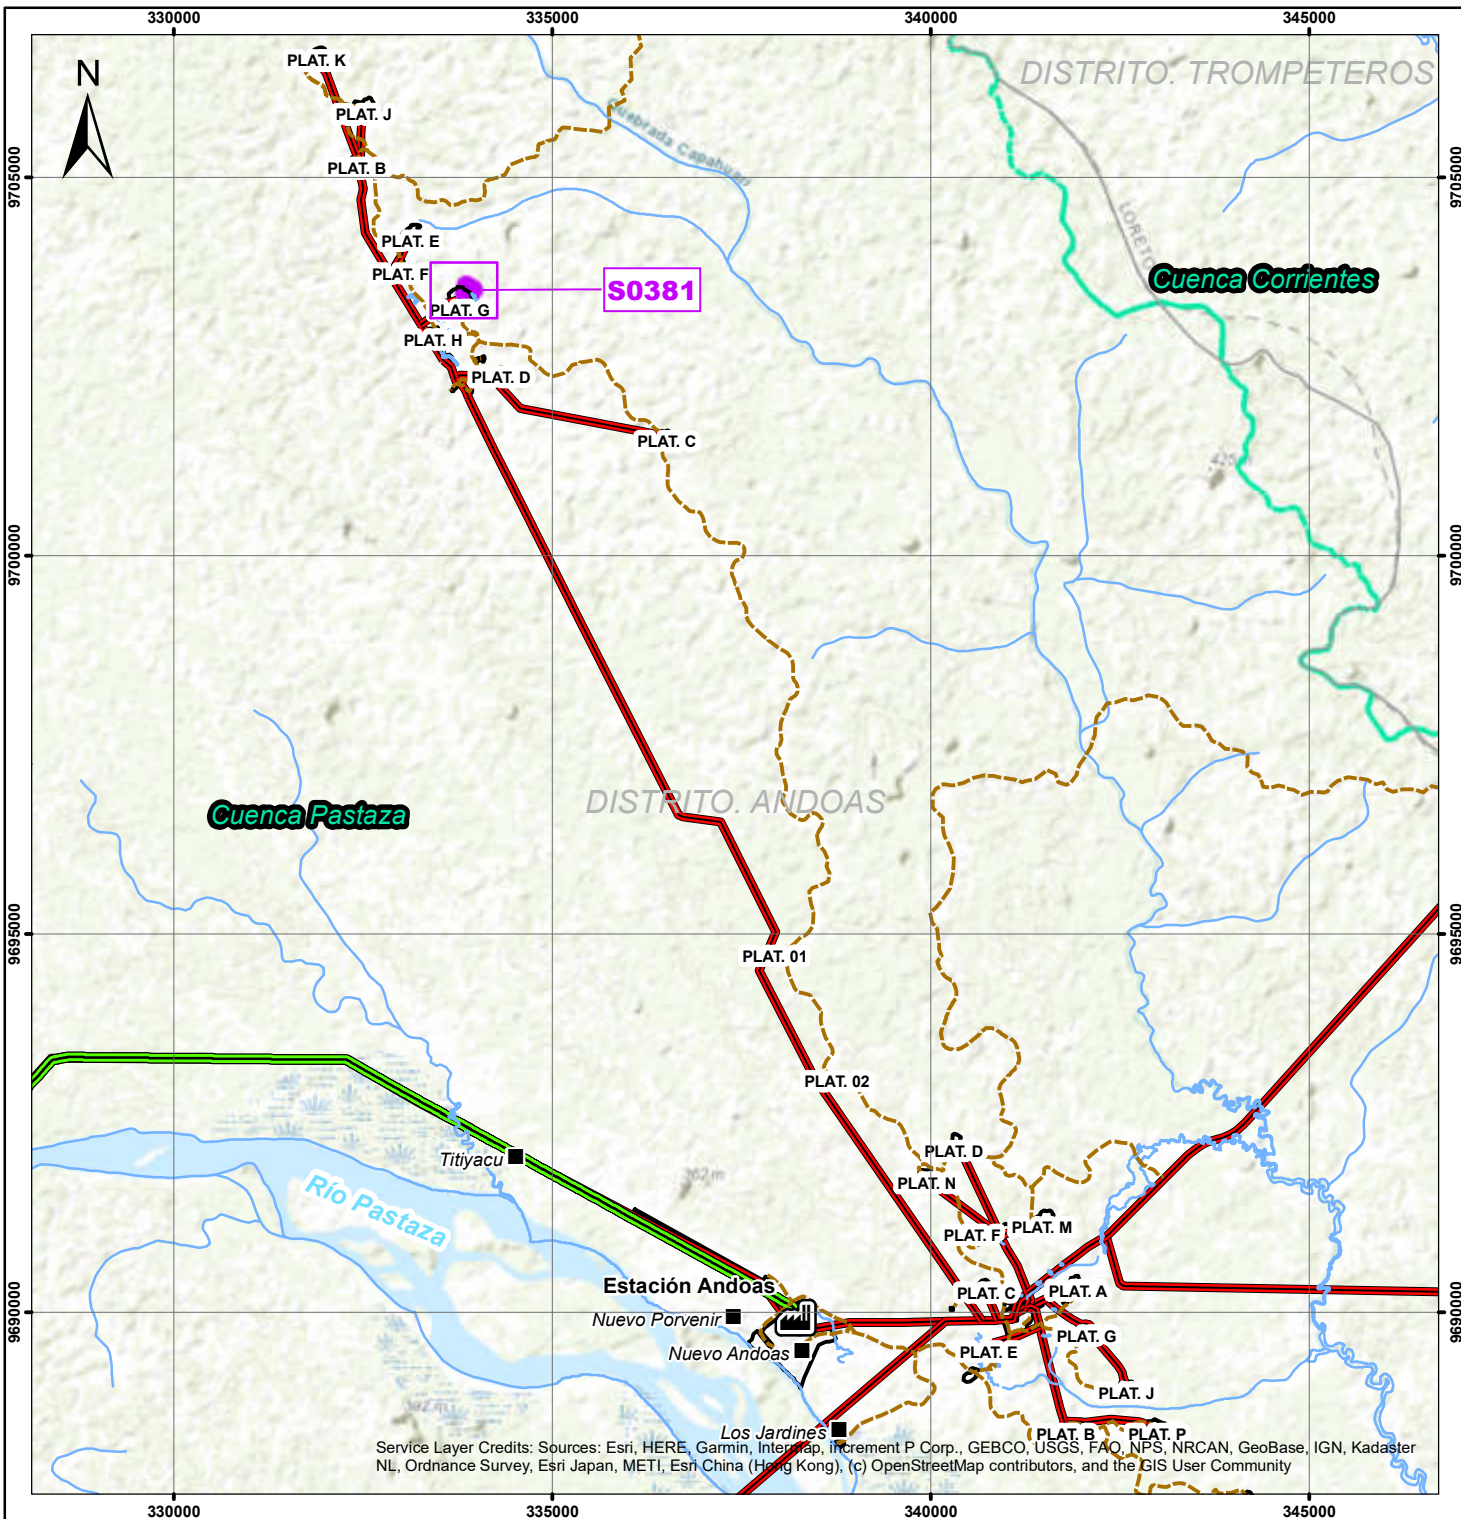 330000
335000
340000
345000
DISTRITO. TROMPETEROS
N
PLAT. K
PLAT. J
Quebrada Capahuari
PLAT. B
9705000
9705000
LORETO
PLAT. E
PLAT. F
Cuenca Corrientes
S0381
PLAT. G
PLAT. H
PLAT. D
PLAT. C
9700000
9700000
DISTRITO. ANDOAS
Cuenca Pastaza
9695000
9695000
PLAT. 01
PLAT. 02
PLAT. D
Titiyacu
PLAT. N
Río Pastaza
PLAT. M
PLAT. F
Estación Andoas
PLAT. C
PLAT. A
9690000
9690000
Nuevo Porvenir
PLAT. G
Nuevo Andoas
PLAT. E
PLAT. J
Los Jardines
PLAT. B
PLAT. P
Service Layer Credits: Sources: Esri, HERE, Garmin, Intermap, increment P Corp., GEBCO, USGS, FAO, NPS, NRCAN, GeoBase, IGN, Kadaster
NL, Ordnance Survey, Esri Japan, METI, Esri China (Hong Kong), (c) OpenStreetMap contributors, and the GIS User Community
330000
335000
340000
345000